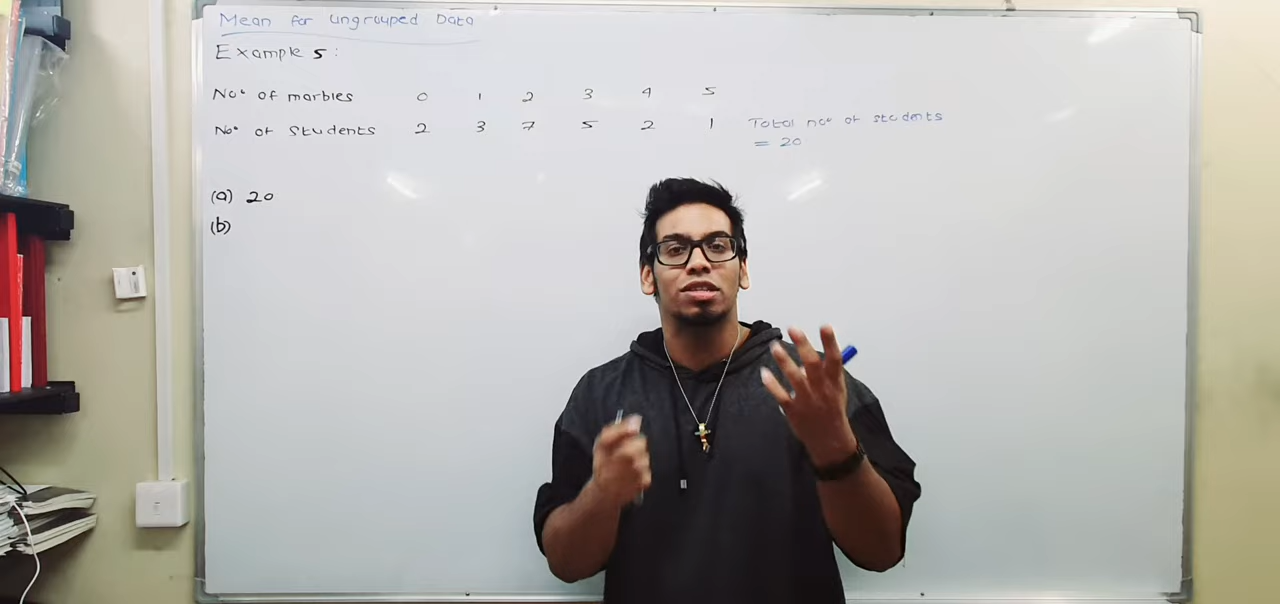 Mean for ungrouped Data
Example 5:
No. of marbles 0 1 2 3 4 5
No. of Students 2 3 7 5 2 1 Total no. of students
= 20
(a) 20
(b)